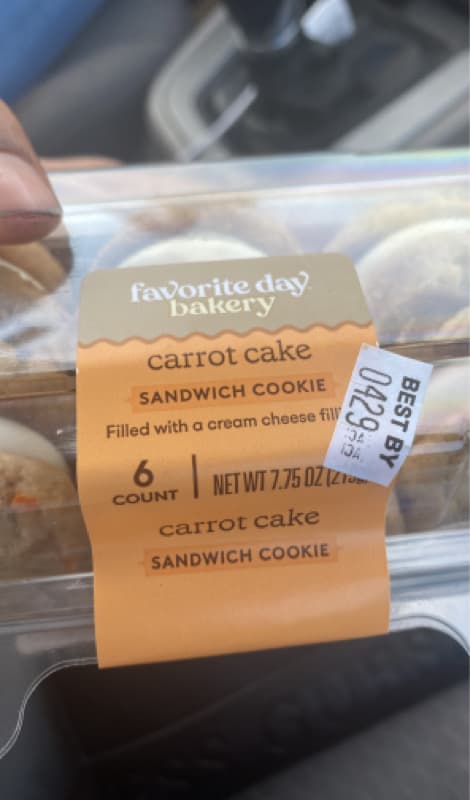 favorite day
bakery
carrot cake
SANDWICH COOKIE
Filled with a cream cheese
6
COUNT
NET WT 7.75 OZ
carrot cake
SANDWICH COOKIE
BEST BY
0429